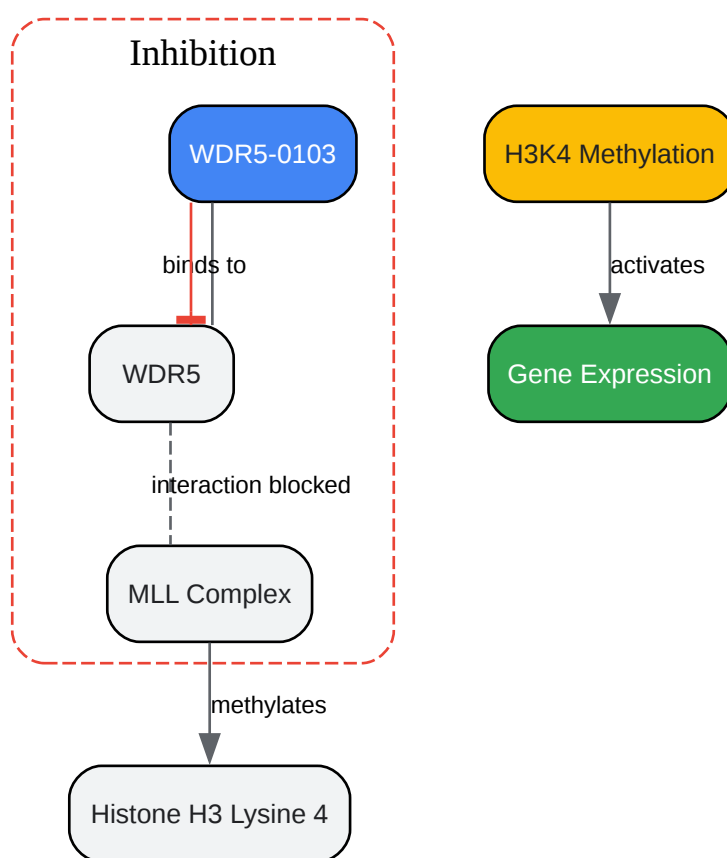 Inhibition
WDR5-0103
H3K4 Methylation
binds to
activates
WDR5
Gene Expression
interaction blocked
MLL Complex
methylates
Histone H3 Lysine 4